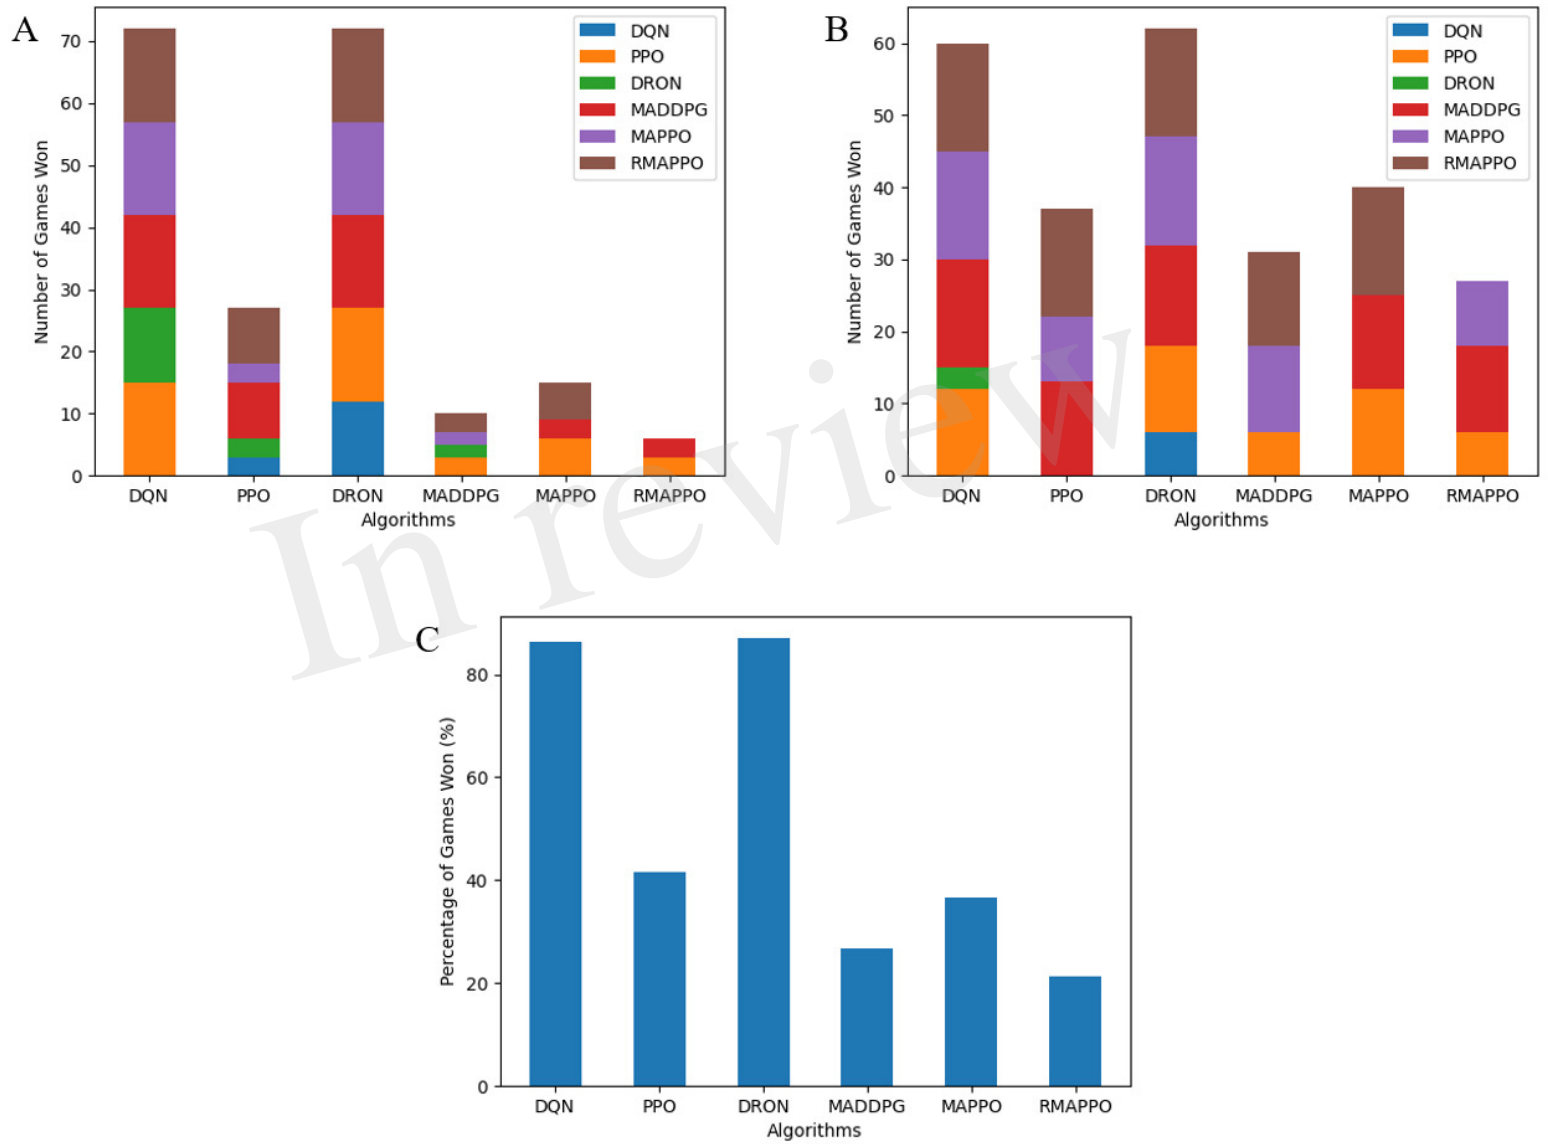 A
Number of Games Won
70
60
50
40
30
20
10
0
DQN
PPO
DRON
MADDPG
MAPPO
RMAPPO
DQN PPO DRON MADDPG MAPPO RMAPPO
Algorithms
B
Number of Games Won
60
50
40
30
20
10
0
DQN
PPO
DRON
MADDPG
MAPPO
RMAPPO
DQN PPO DRON MADDPG MAPPO RMAPPO
Algorithms
In review
C
Percentage of Games Won (%)
80
60
40
20
0
DQN PPO DRON MADDPG MAPPO RMAPPO
Algorithms